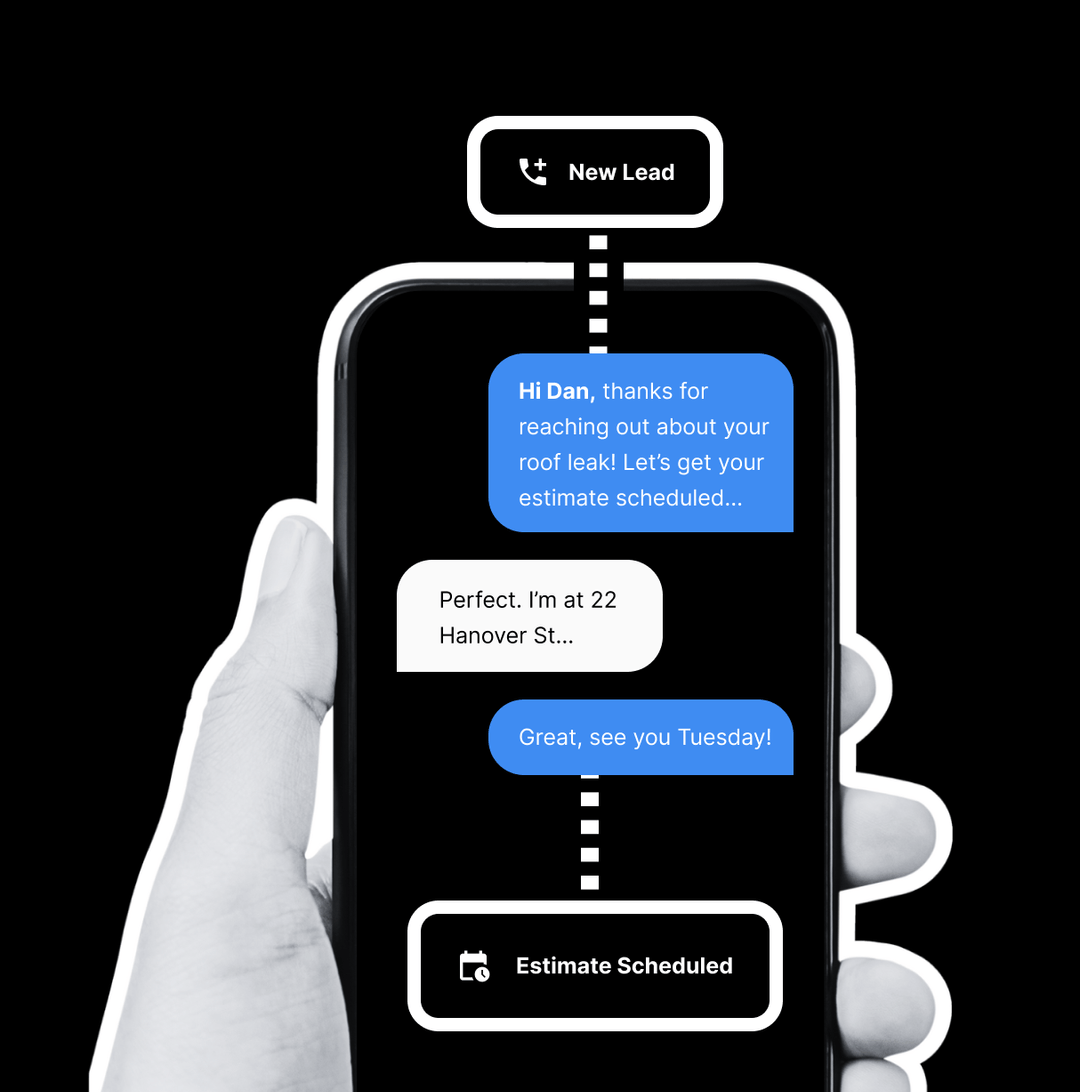 New Lead
Hi Dan, thanks for
reaching out about your
roof leak! Let’s get your
estimate scheduled...
Perfect. I’m at 22
Hanover St...
Great, see you Tuesday!
Estimate Scheduled